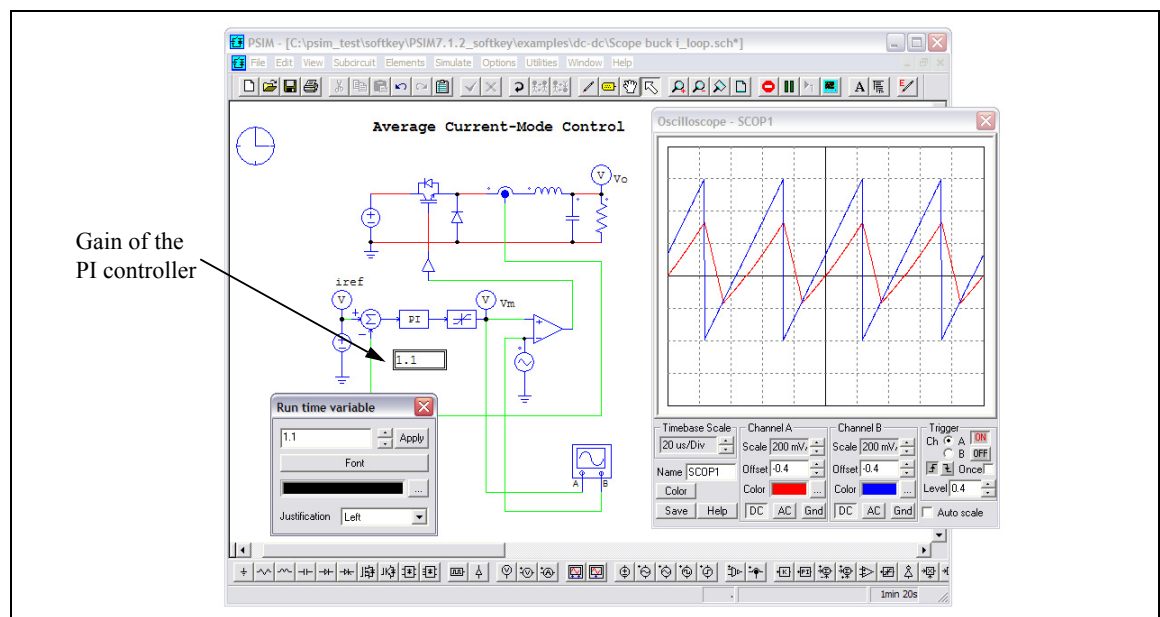 PSIM - [C:\psim_test\softkey\PSIM7.1.2_softkey\examples\dc-dc\Scope buck i_loop.sch*]
File Edit View Subcircuit Elements Simulate Options Utilities Window Help
Average Current-Mode Control
V Vo
Gain of the
PI controller
iref
V
V Vm
PI
1.1
A B
Run time variable
1.1 Apply
Font
...
Justification Left
Oscilloscope - SCOP1
Timebase Scale
20 us/Div
Name SCOP1
Color
Save Help
Channel A
Scale 200 mV/
Offset -0.4
Color ...
DC AC Gnd
Channel B
Scale 200 mV/
Offset -0.4
Color ...
DC AC Gnd
Trigger
Ch A ON
B OFF
Once
Level 0.4
Auto scale
1min 20s